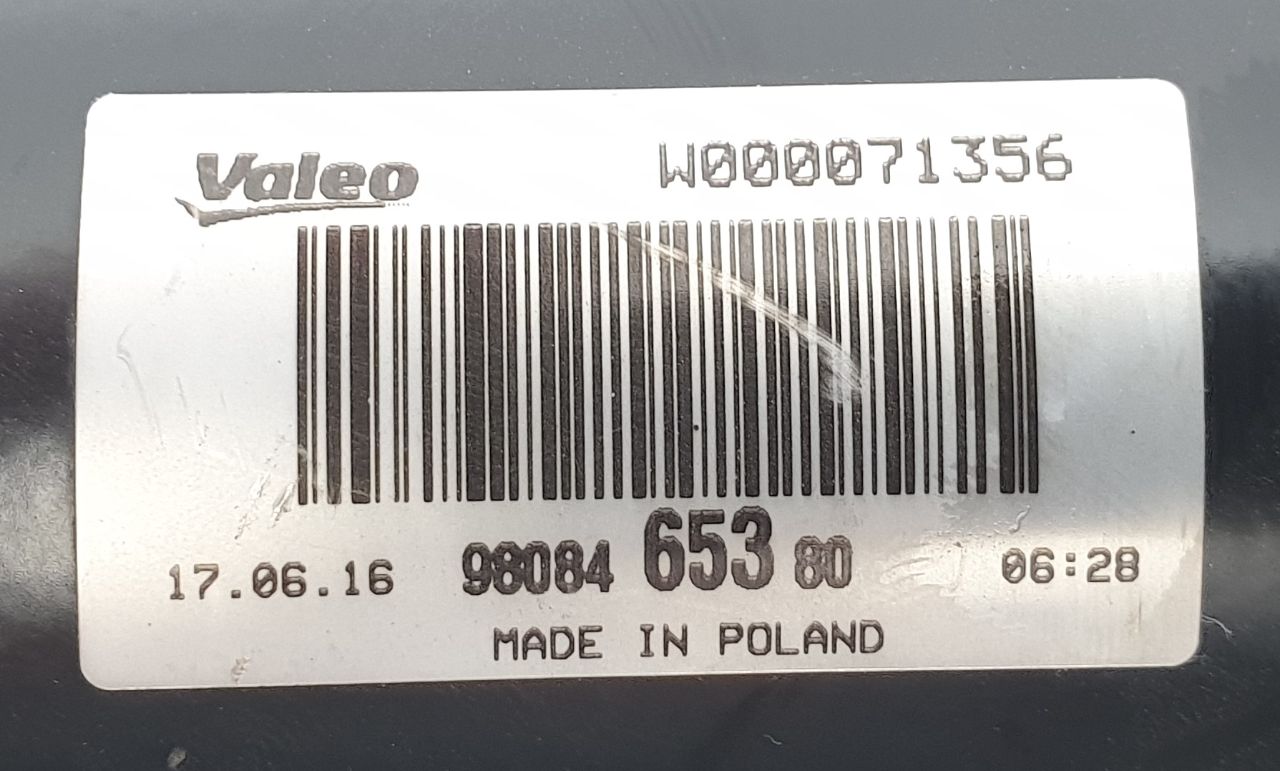 Valeo W000071356
17.06.16 98084 653 80 06:28
MADE IN POLAND